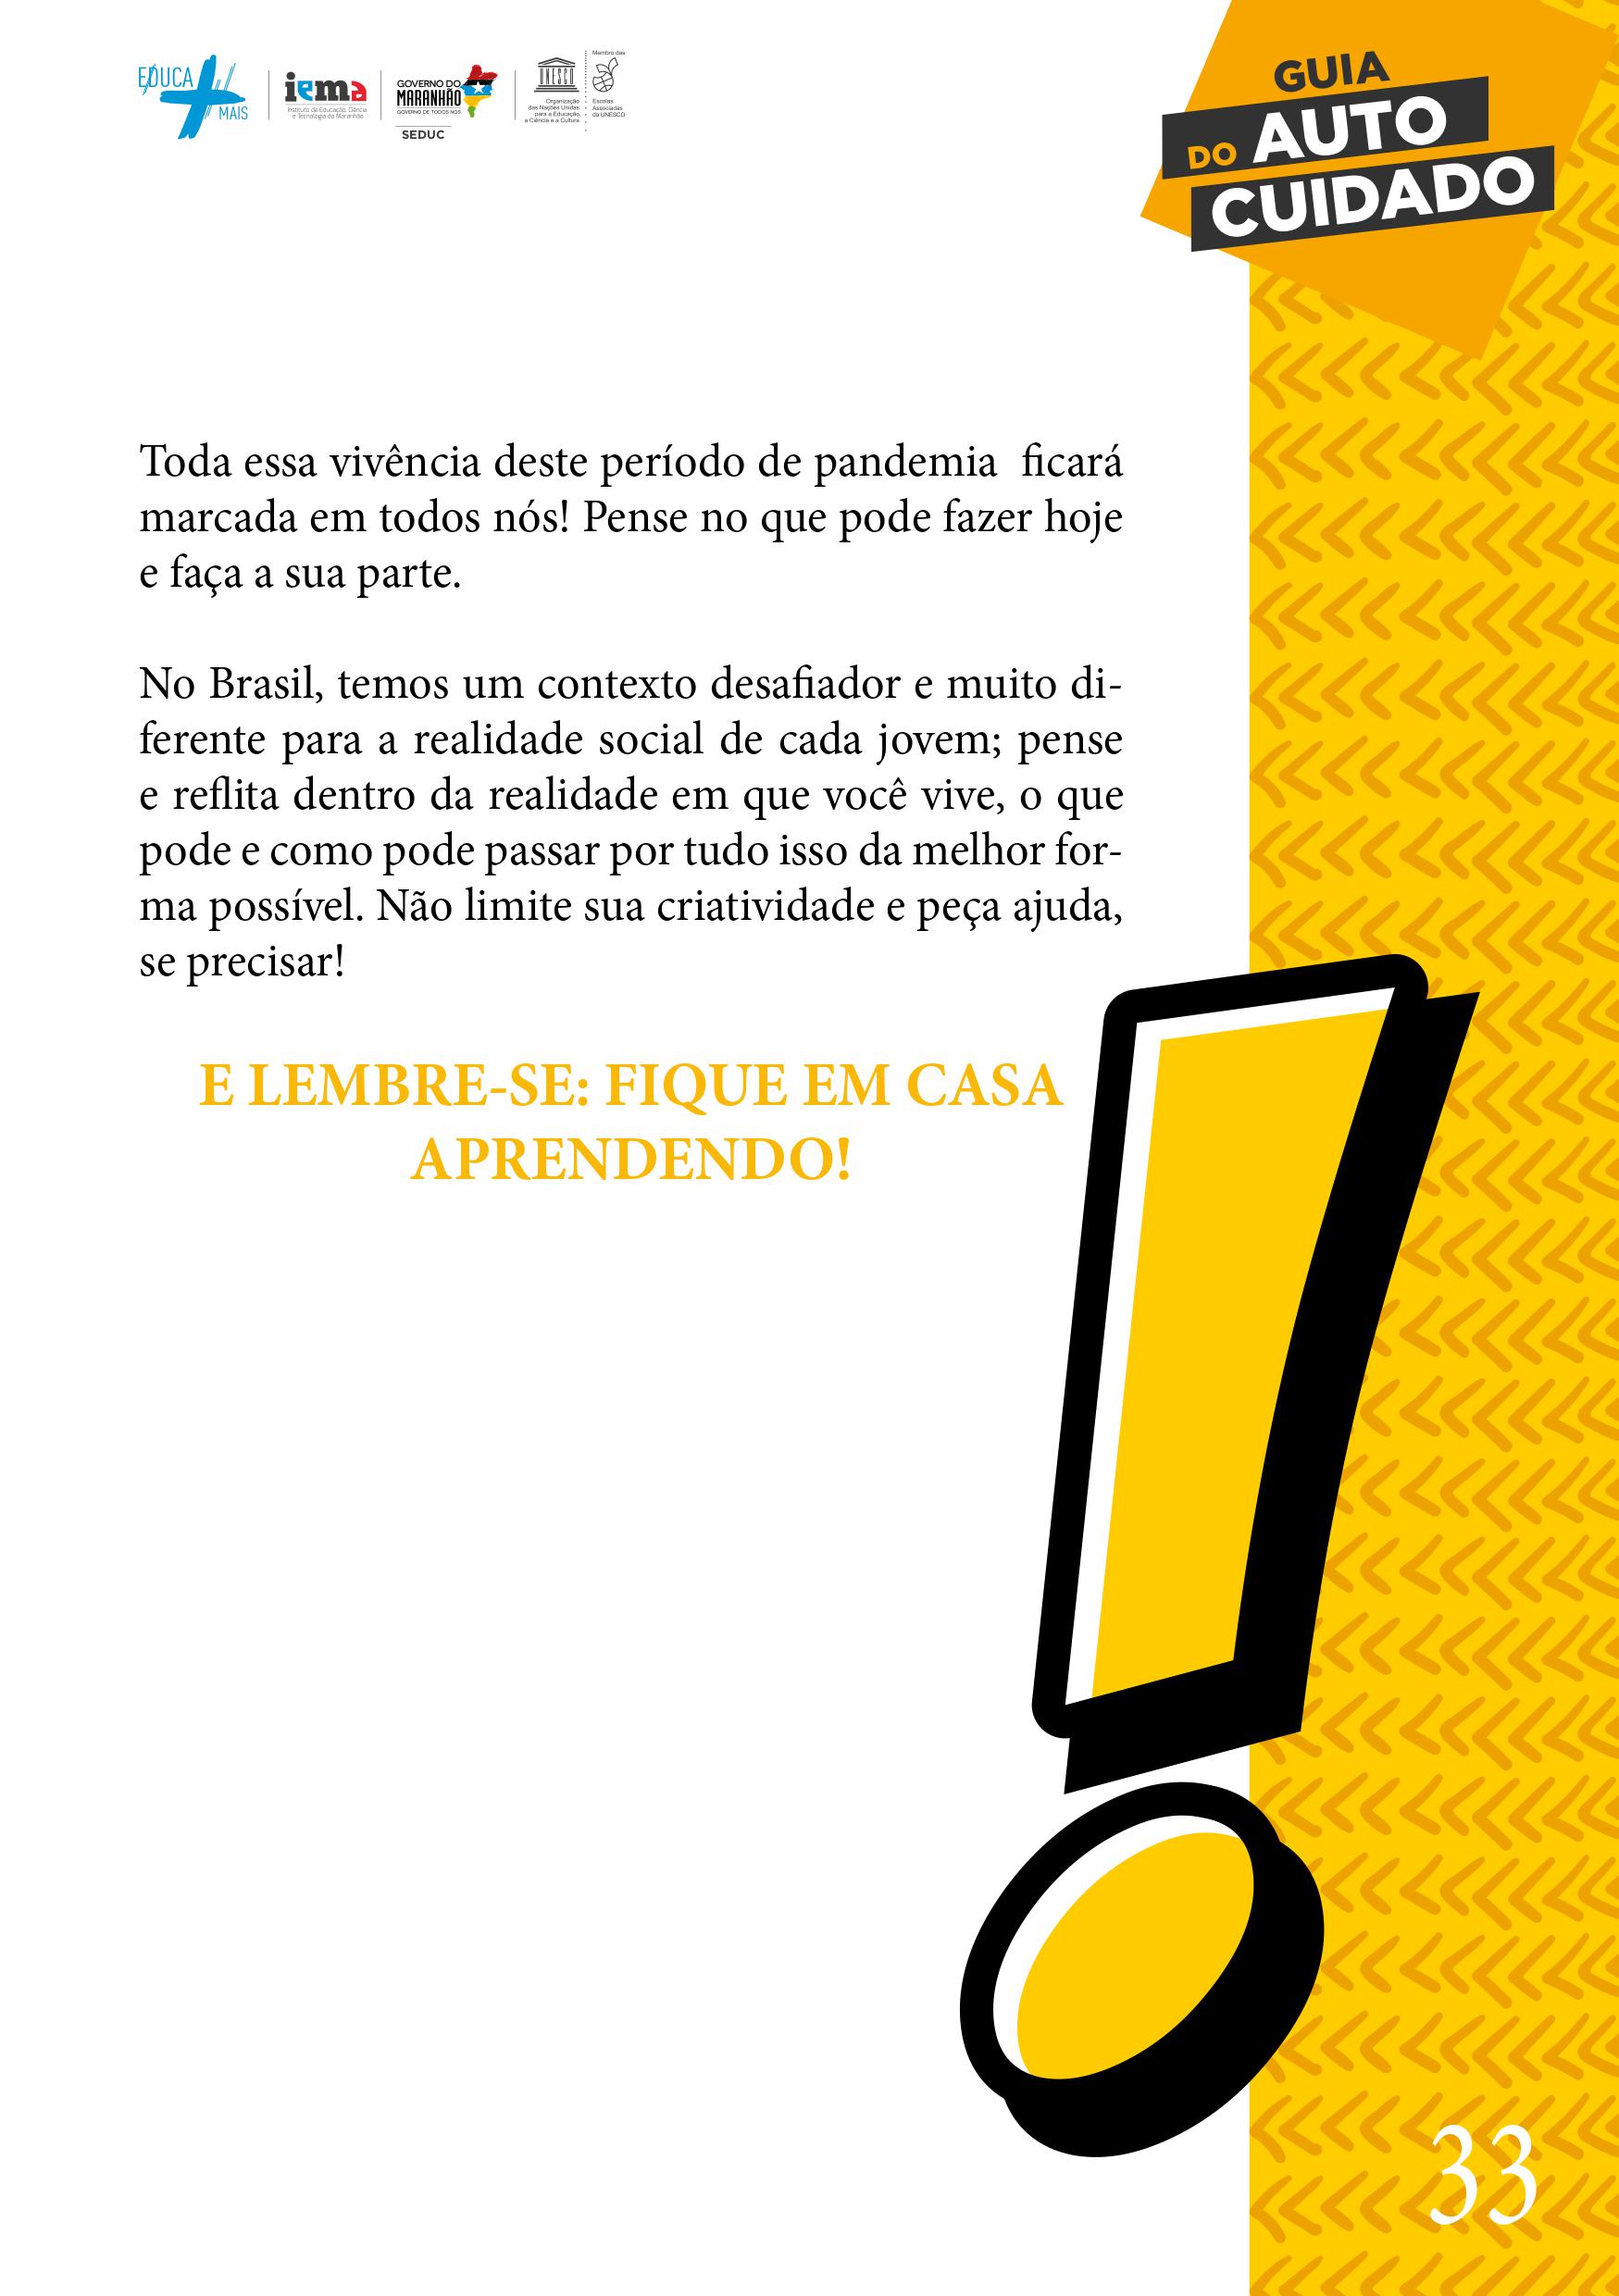 EDUCA
MAIS
iema
Instituto de Educação, Ciência
e Tecnologia do Maranhão
GOVERNO DO
MARANHÃO
GOVERNO DE TODOS NÓS
SEDUC
UNESCO
Organização
das Nações Unidas
para a Educação,
a Ciência e a Cultura
Membro das
Escolas
Associadas
da UNESCO
GUIA
DO AUTO
CUIDADO
Toda essa vivência deste período de pandemia ficará
marcada em todos nós! Pense no que pode fazer hoje
e faça a sua parte.
No Brasil, temos um contexto desafiador e muito di-
ferente para a realidade social de cada jovem; pense
e reflita dentro da realidade em que você vive, o que
pode e como pode passar por tudo isso da melhor for-
ma possível. Não limite sua criatividade e peça ajuda,
se precisar!
E LEMBRE-SE: FIQUE EM CASA
APRENDENDO!
33